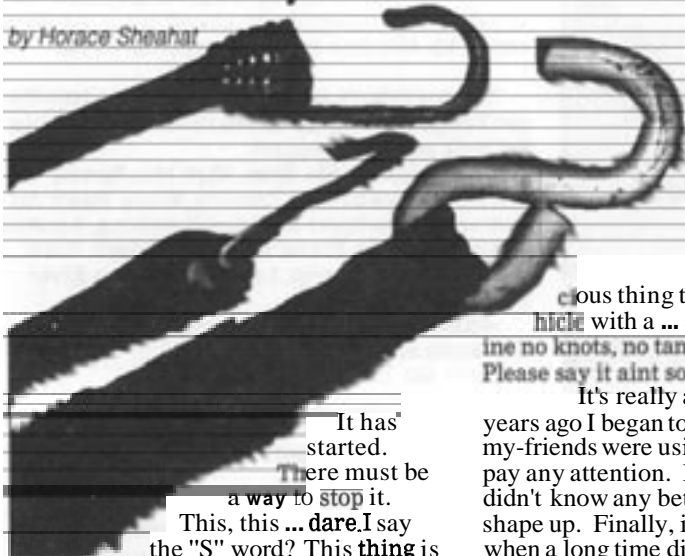 by Horace Sheahat
It has
started.
There must be
a way to stop it.
This, this ... dare I say
the "S" word? This thing is
cious thing t
hicle with a ...
ine no knots, no tan
Please say it aint so
It's really a
years ago I began to
my-friends were usi
pay any attention.
didn't know any bet
shape up. Finally, i
when a long time di